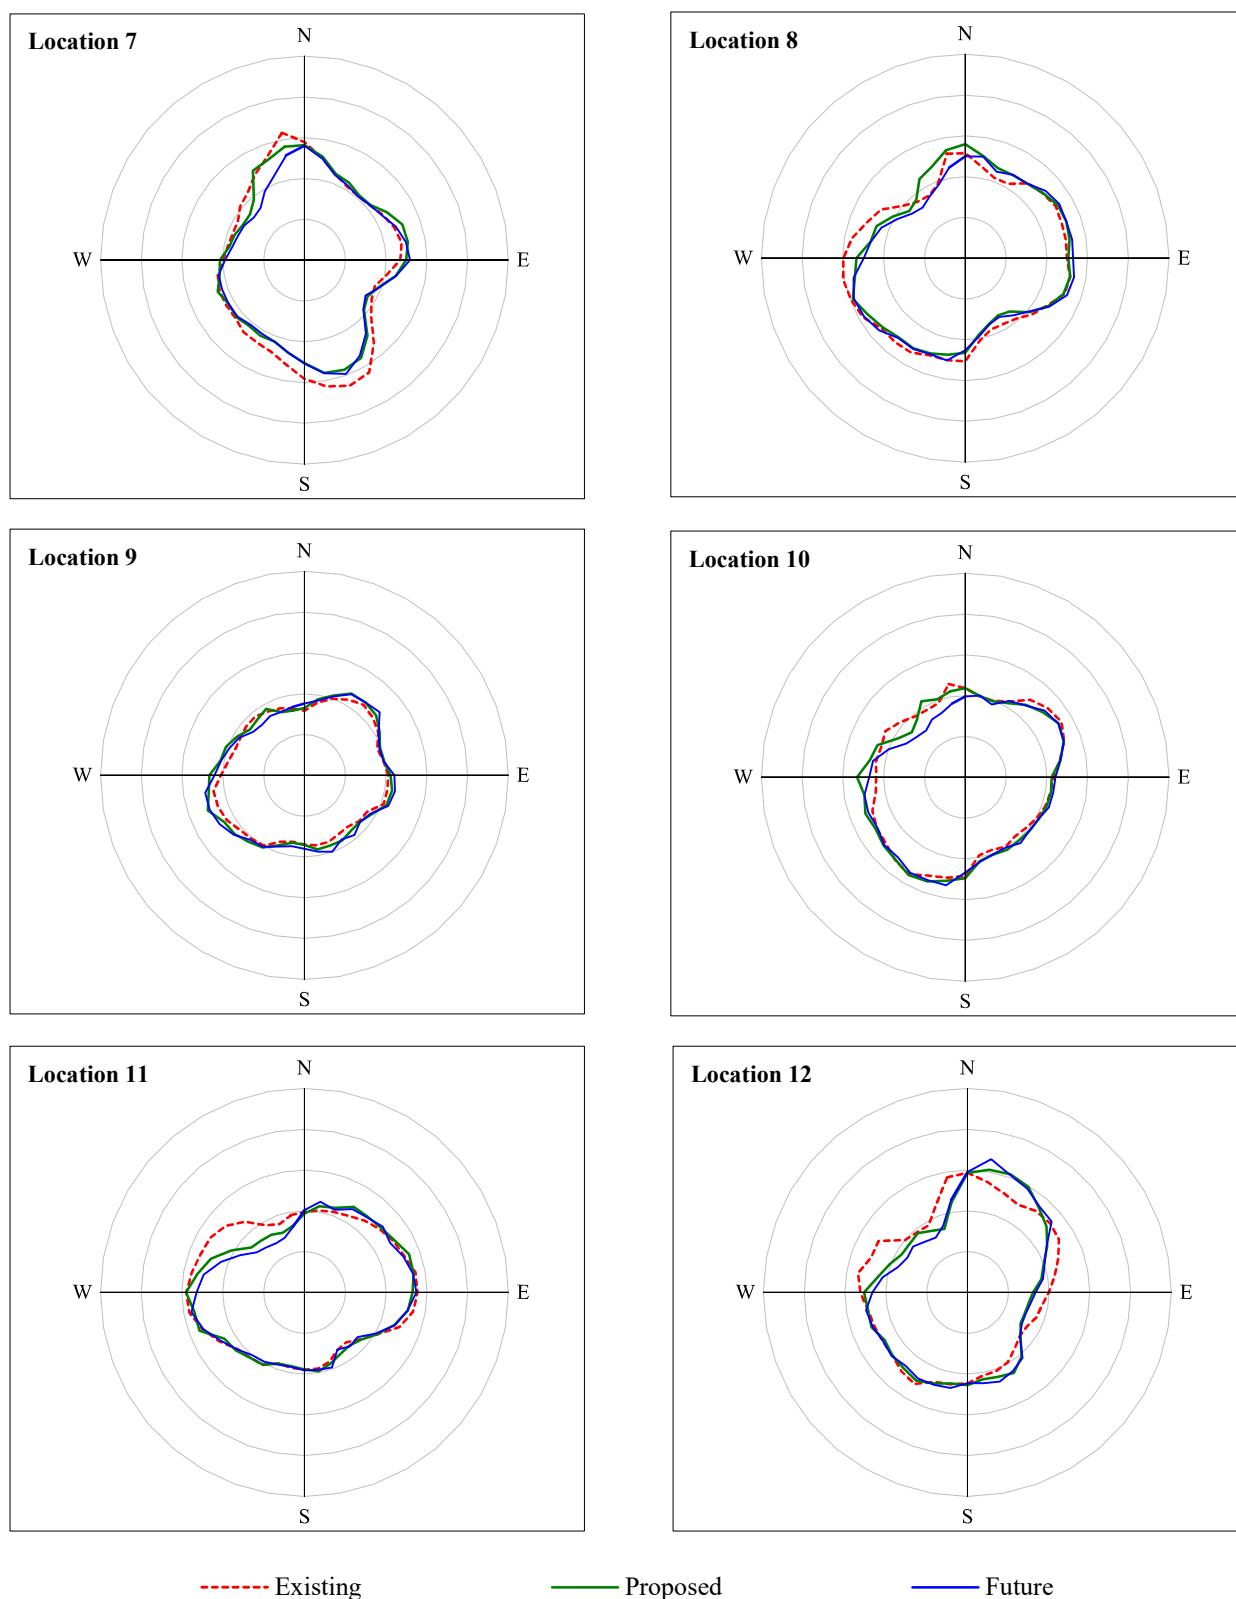 Location 7
N
W
E
S
Location 8
N
W
E
S
Location 9
N
W
E
S
Location 10
N
W
E
S
Location 11
N
W
E
S
Location 12
N
W
E
S
Existing
Proposed
Future